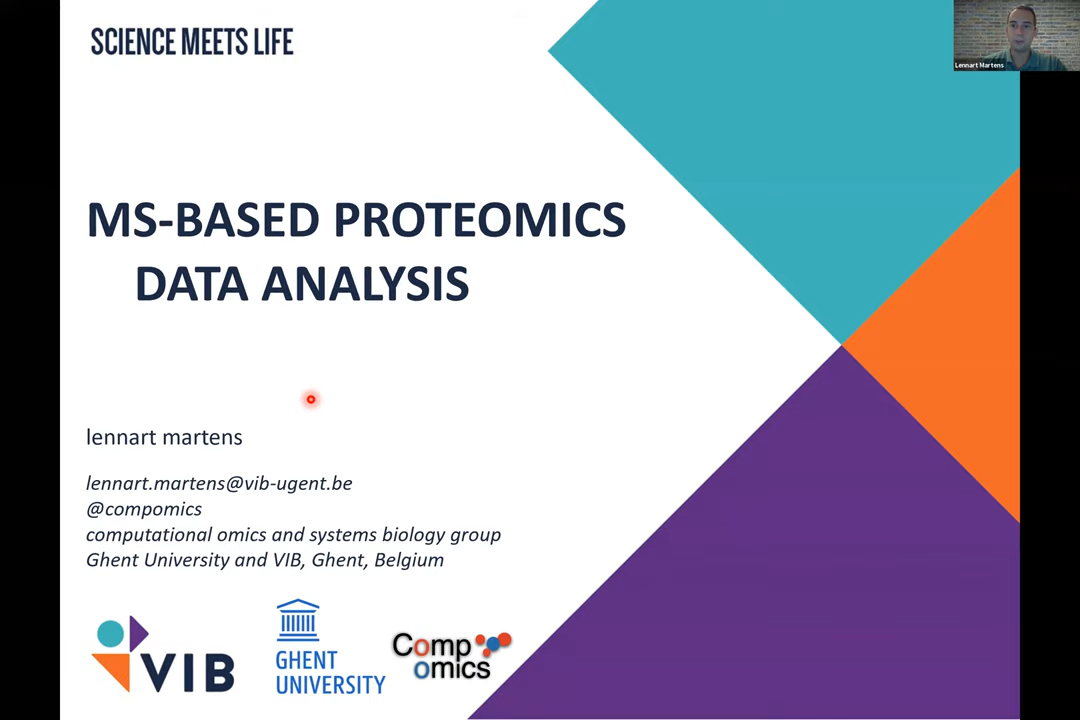 SCIENCE MEETS LIFE
Lennart Martens
MS-BASED PROTEOMICS
DATA ANALYSIS
lennart martens
lennart.martens@vib-ugent.be
@compomics
computational omics and systems biology group
Ghent University and VIB, Ghent, Belgium
VIB
GHENT
UNIVERSITY
Comp
omics